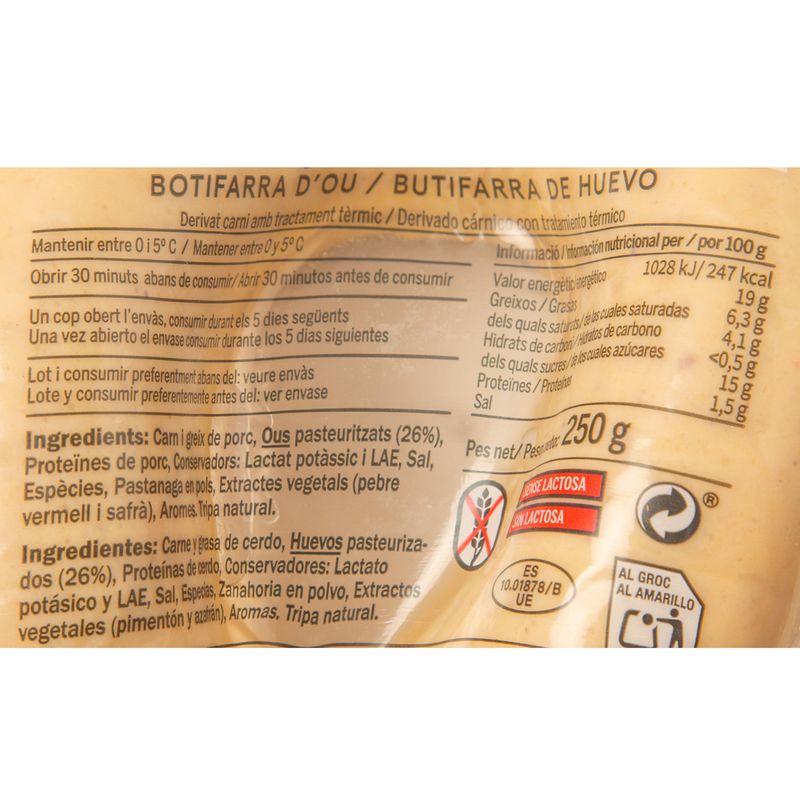 BOTIFARRA D'OU / BUTIFARRA DE HUEVO
Derivat carni amb tractament tèrmic / Derivado cárnico con tratamiento térmico
Mantenir entre 0 i 5º C / Mantener entre 0 y 5º C
Obrir 30 minuts abans de consumir / Abrir 30 minutos antes de consumir
Un cop obert l'envàs, consumir durant els 5 dies següents
Una vez abierto el envase consumir durante los 5 dias siguientes
Lot i consumir preferentment abans del: veure envàs
Lote y consumir preferentemente antes del: ver envase
Ingredients: Carn i greix de porc, Ous pasteuritzats (26%),
Proteïnes de porc, Conservadors: Lactat potàssic i LAE, Sal,
Espècies, Pastanaga en pols, Extractes vegetals (pebre
vermell i safrà), Aromes. Tripa natural.
Ingredientes: Carne y grasa de cerdo, Huevos pasteuriza-
dos (26%), Proteínas de cerdo, Conservadores: Lactato
potásico y LAE, Sal, Especias, Zanahoria en polvo, Extractos
vegetales (pimentón y azafrán), Aromas. Tripa natural.
Informació / Información nutricional per / por 100 g
Valor energètic / energético 1028 kJ/ 247 kcal
Greixos / Grasas 19 g
dels quals saturats / de las cuales saturadas 6,3 g
Hidrats de carboni / Hidratos de carbono 4,1 g
dels quals sucres / de los cuales azúcares <0,5 g
Proteïnes / Proteínas 15 g
Sal 1,5 g
Pes net / Peso neto: 250 g
SENSE LACTOSA
SIN LACTOSA
®
ES
10.01878/B
UE
AL GROC
AL AMARILLO